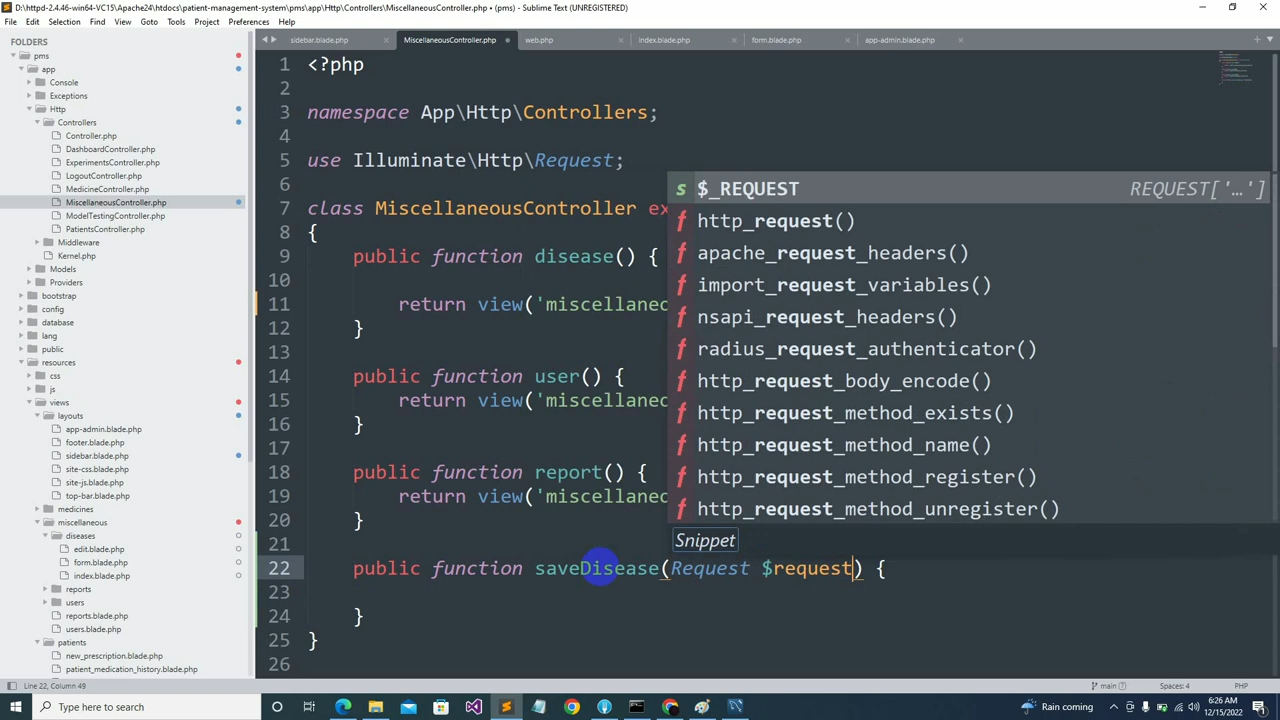 D:\httpd-2.4.46-win64-VC15\Apache24\htdocs\patient-management-system\pms\app\Http\Controllers\MiscellaneousController.php • (pms) - Sublime Text (UNREGISTERED)
File Edit Selection Find View Goto Tools Project Preferences Help
FOLDERS
pms
app
Console
Exceptions
Http
Controllers
Controller.php
DashboardController.php
ExperimentsController.php
LogoutController.php
MedicineController.php
MiscellaneousController.php
ModelTestingController.php
PatientsController.php
Middleware
Kernel.php
Models
Providers
bootstrap
config
database
lang
public
resources
css
js
views
layouts
app-admin.blade.php
footer.blade.php
sidebar.blade.php
site-css.blade.php
site-js.blade.php
top-bar.blade.php
medicines
miscellaneous
diseases
edit.blade.php
form.blade.php
index.blade.php
reports
users
reports.blade.php
users.blade.php
patients
new_prescription.blade.php
patient_medication_history.blade.php
sidebar.blade.php MiscellaneousController.php web.php index.blade.php form.blade.php app-admin.blade.php
1 <?php
2
3 namespace App\Http\Controllers;
4
5 use Illuminate\Http\Request;
6
7 class MiscellaneousController ex
8 {
9 public function disease() {
10
11 return view('miscellaned
12 }
13
14 public function user() {
15 return view('miscellaned
16 }
17
18 public function report() {
19 return view('miscellaned
20 }
21
22 public function saveDisease(Request $request) {
23
24 }
25 }
26
s $_REQUEST REQUEST['…']
f http_request()
f apache_request_headers()
f import_request_variables()
f nsapi_request_headers()
f radius_request_authenticator()
f http_request_body_encode()
f http_request_method_exists()
f http_request_method_name()
f http_request_method_register()
f http_request_method_unregister()
Snippet
Line 22, Column 49 main 7 Spaces: 4 PHP
Type here to search
Rain coming
6:26 AM
12/15/2022